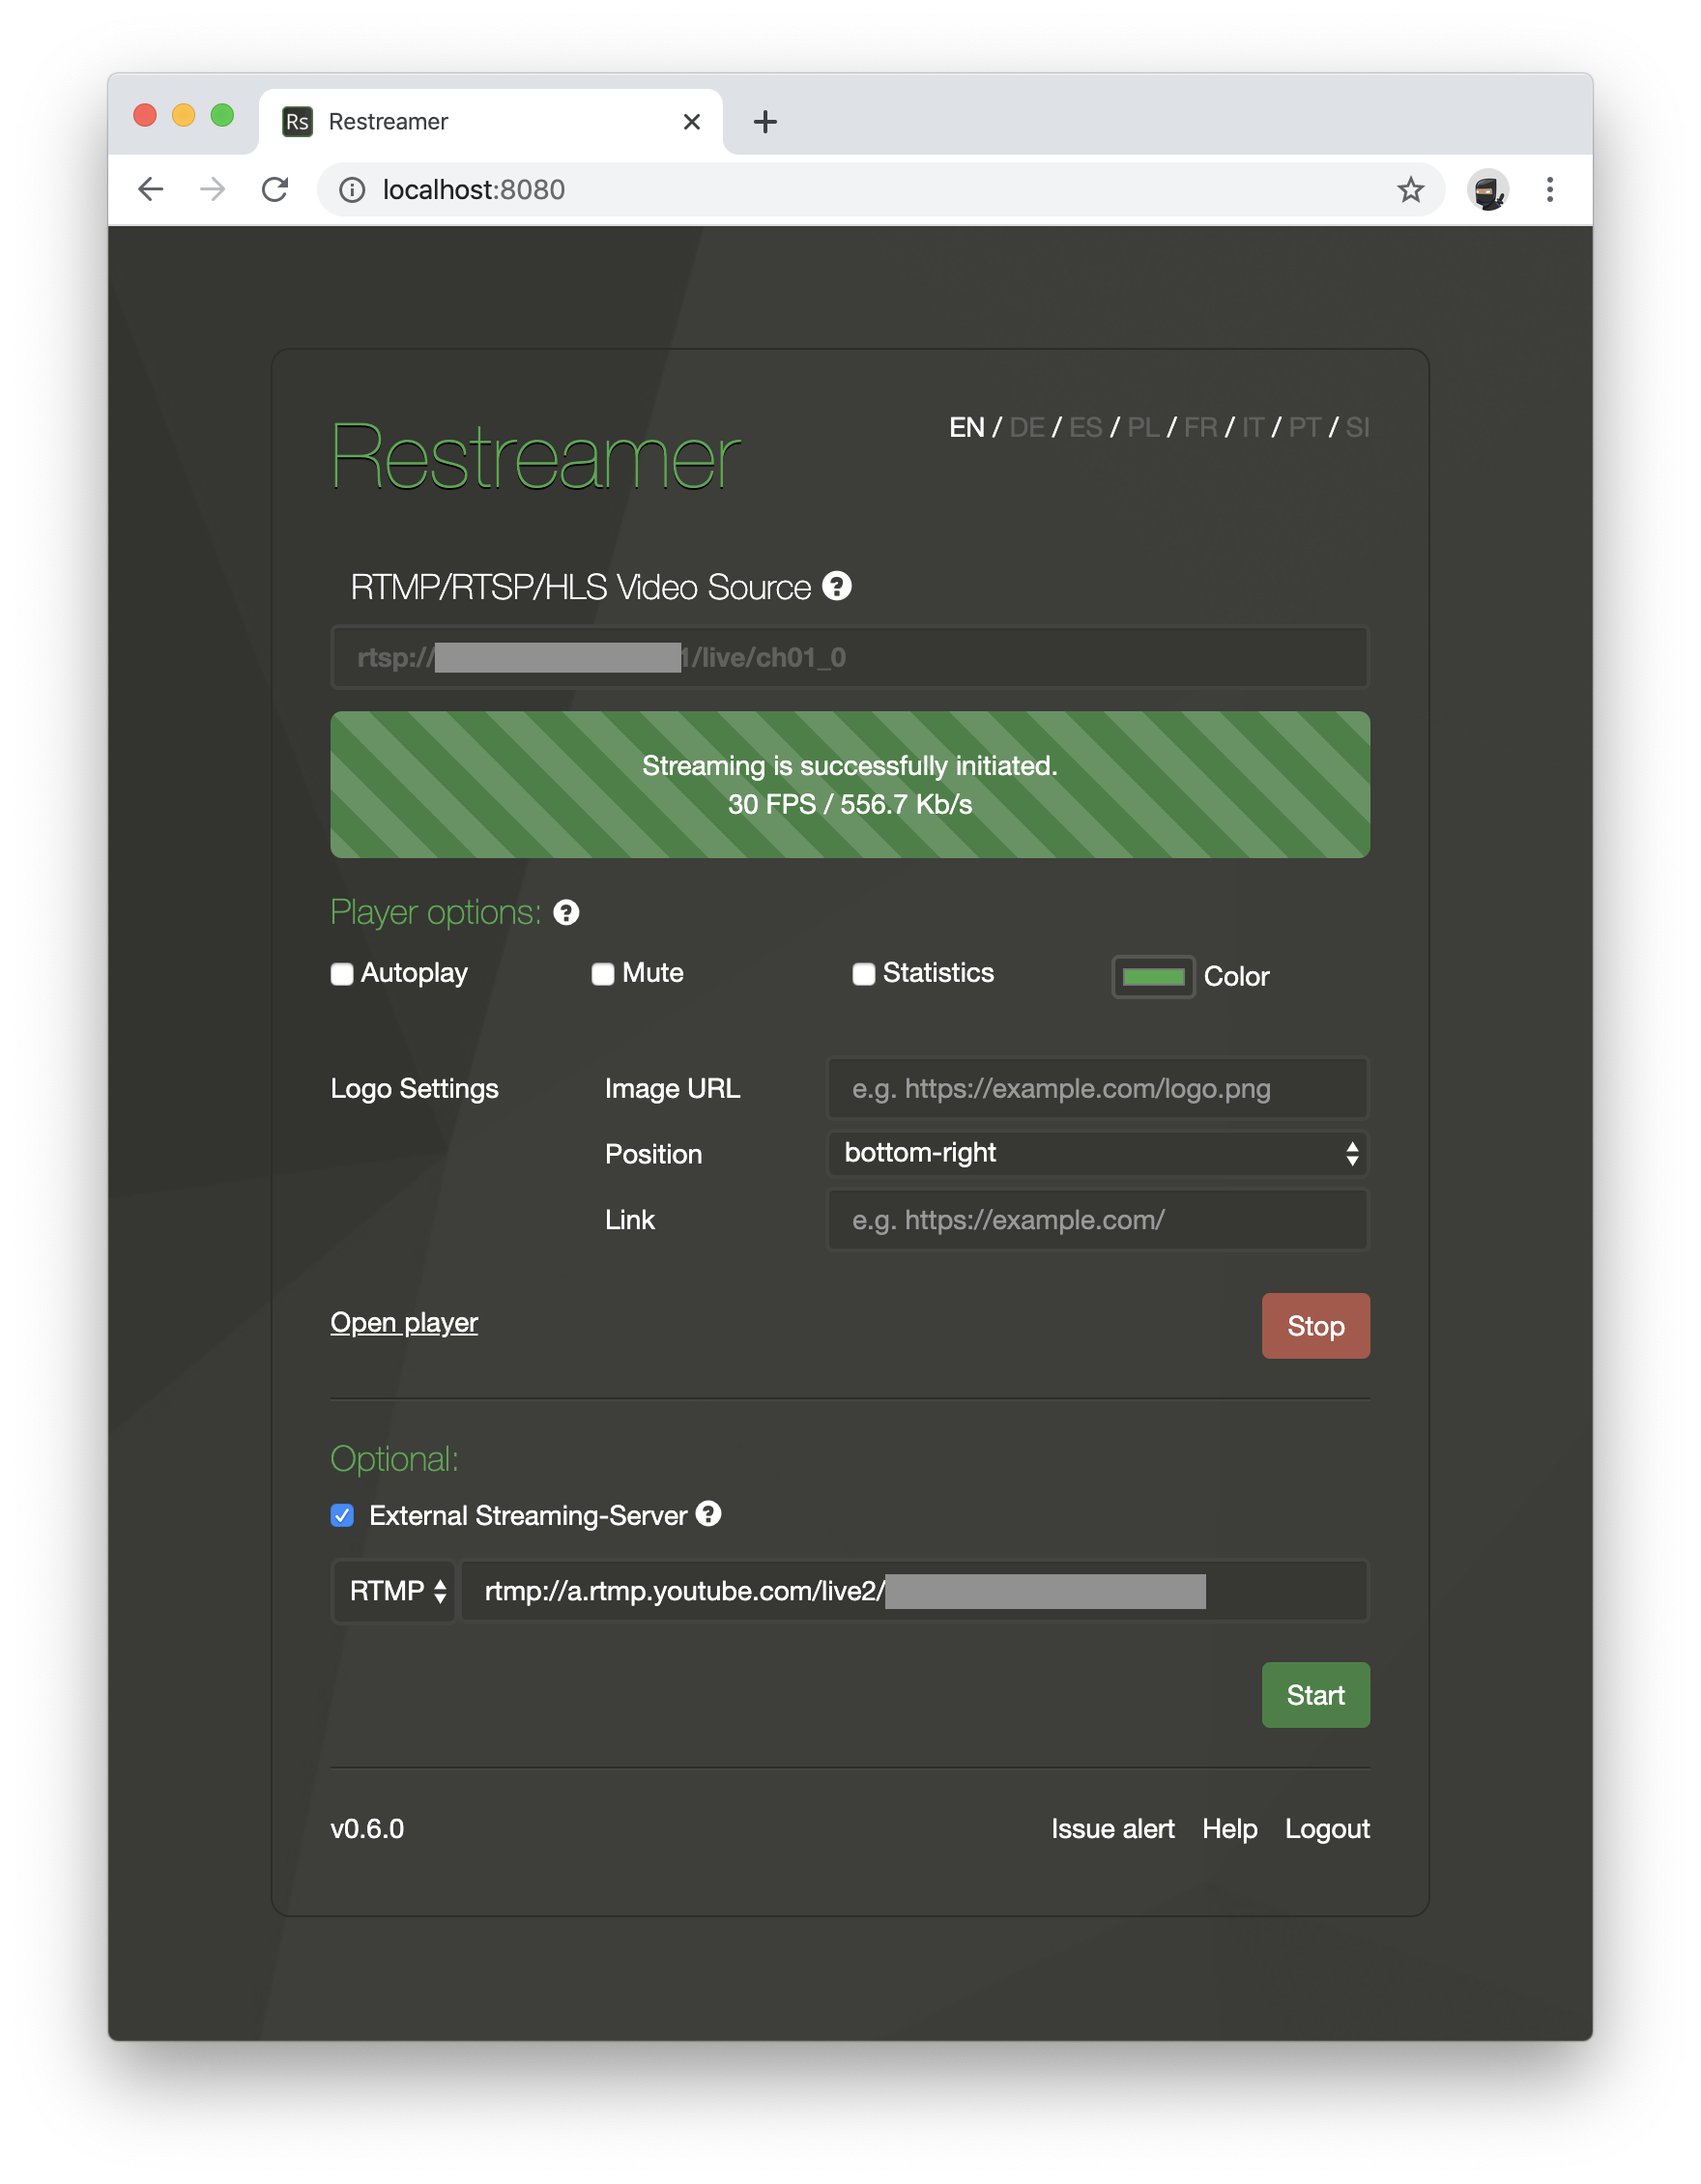 Rs Restreamer
localhost:8080
Restreamer
EN / DE / ES / PL / FR / IT / PT / SI
RTMP/RTSP/HLS Video Source ?
rtsp:// 1/live/ch01_0
Streaming is successfully initiated.
30 FPS / 556.7 Kb/s
Player options: ?
Autoplay Mute Statistics Color
Logo Settings Image URL e.g. https://example.com/logo.png
Position bottom-right
Link e.g. https://example.com/
Open player Stop
Optional:
External Streaming-Server ?
RTMP rtmp://a.rtmp.youtube.com/live2/
Start
v0.6.0 Issue alert Help Logout